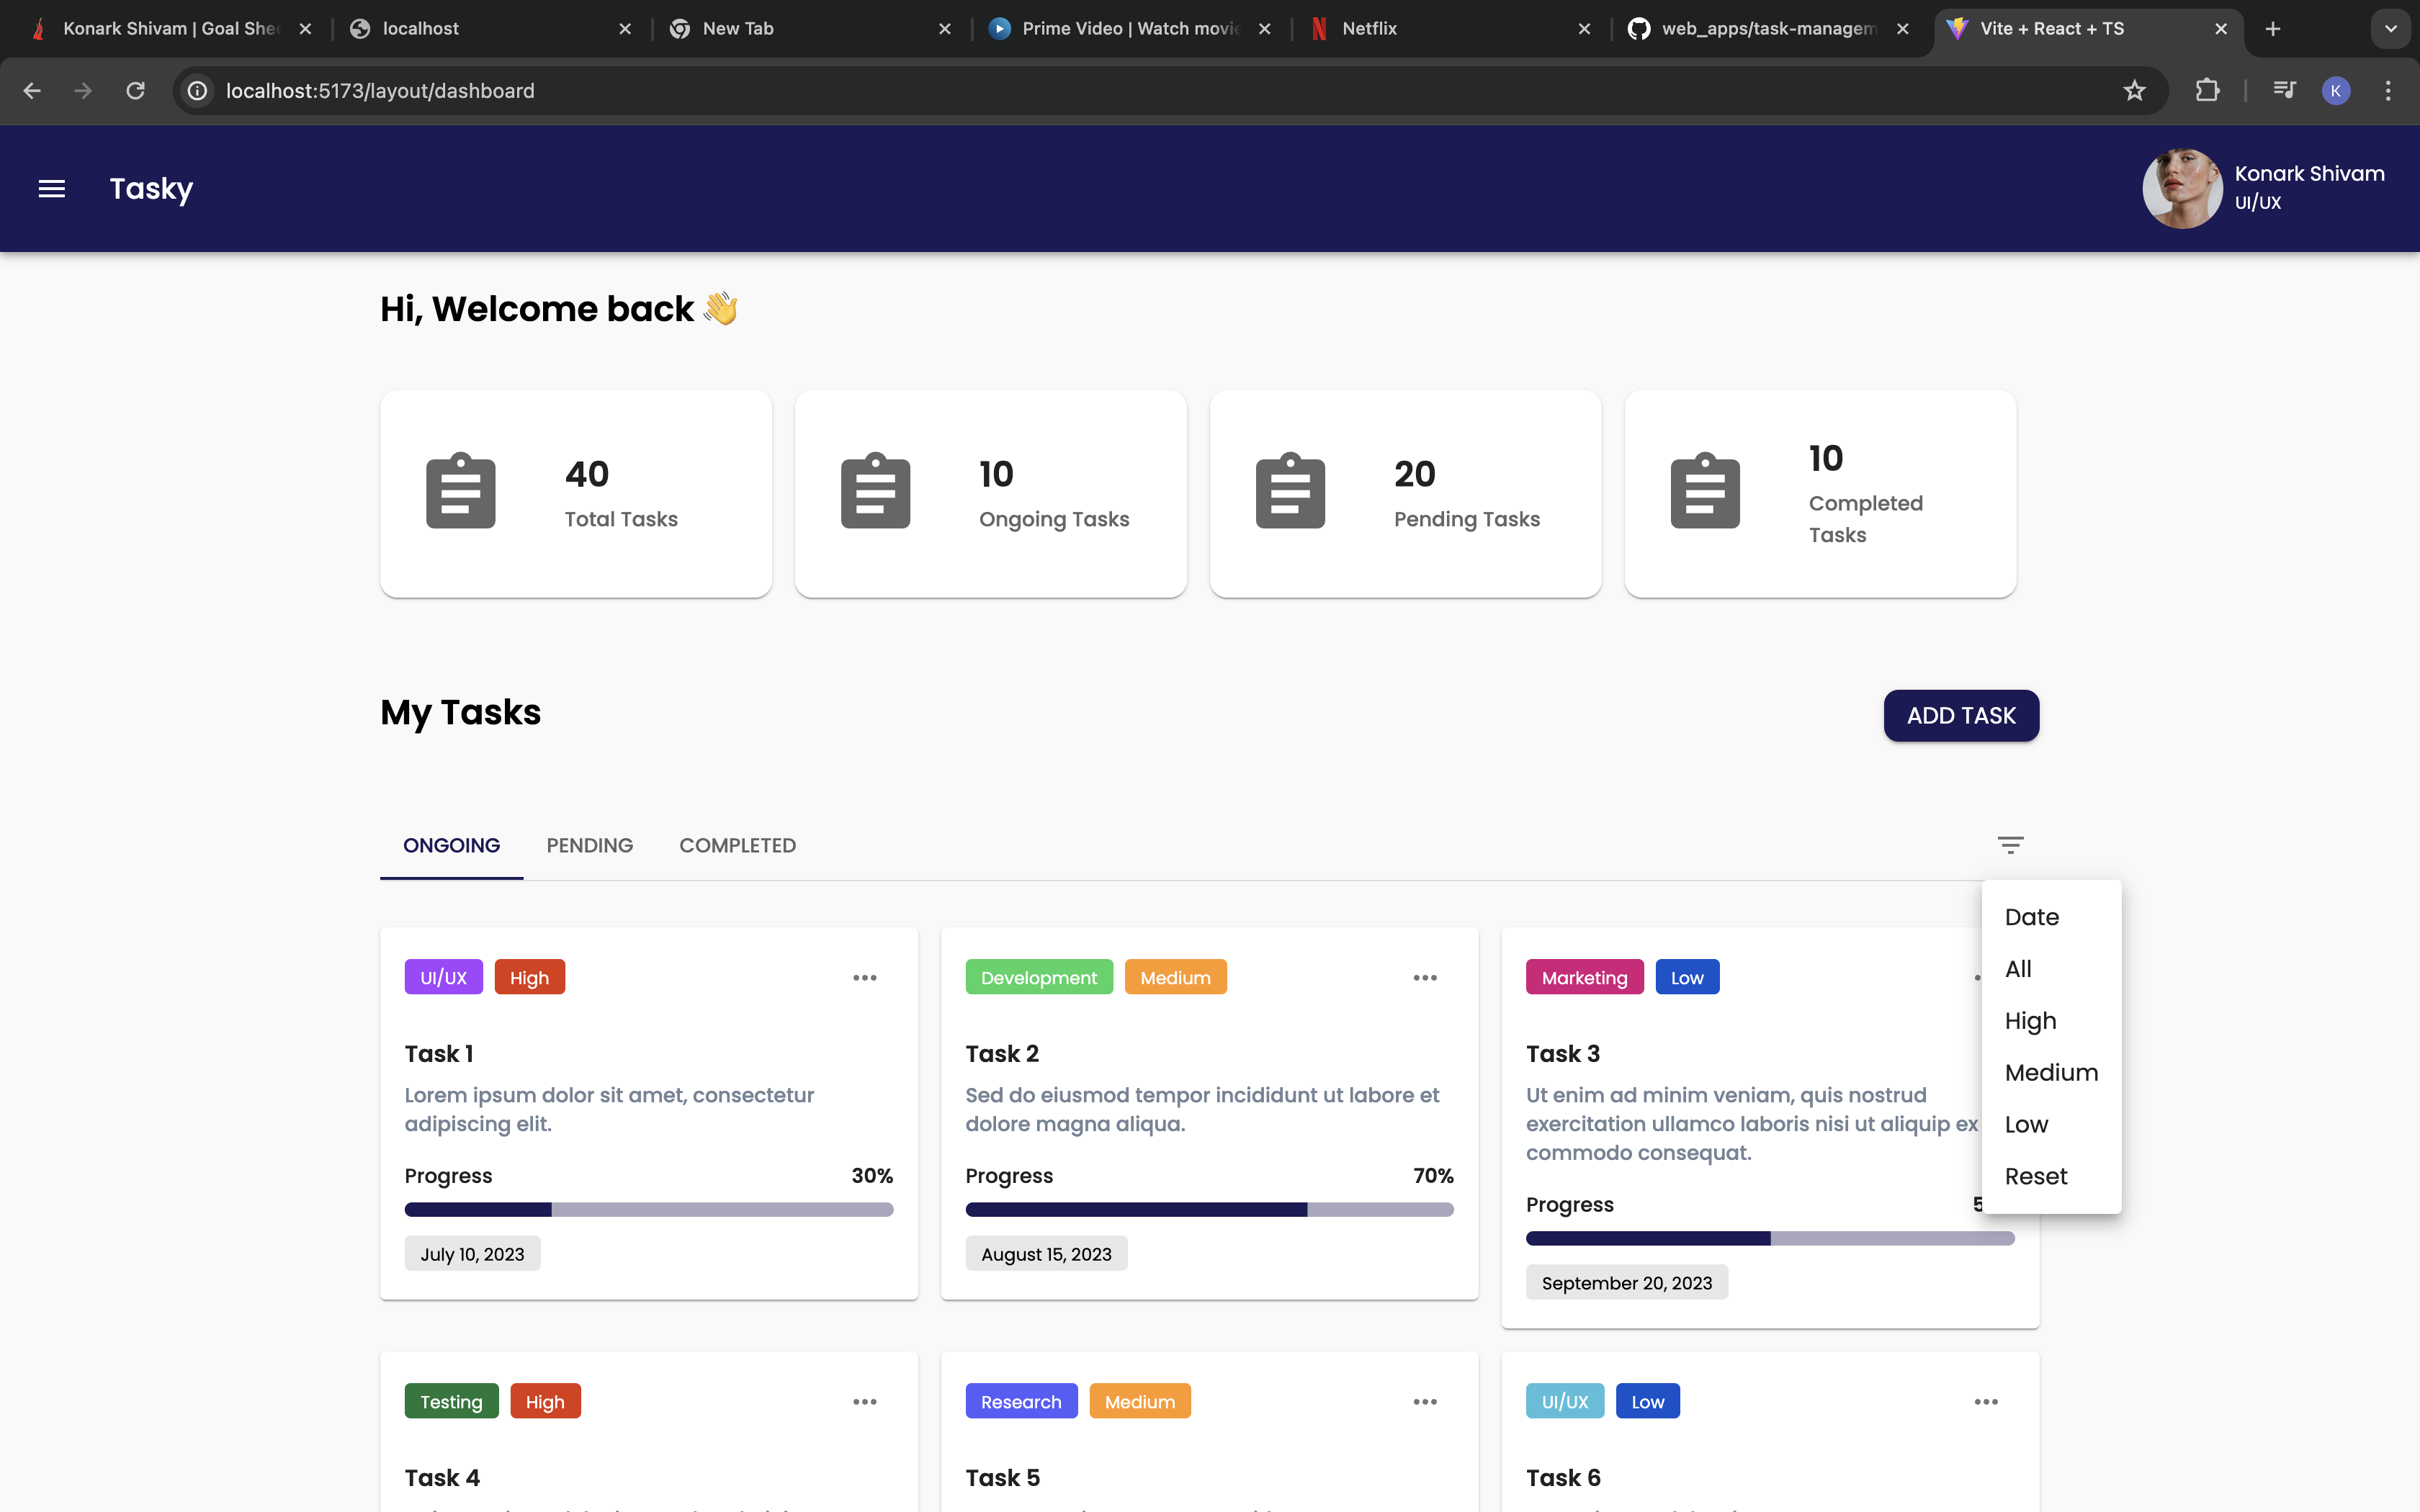 Konark Shivam | Goal She
localhost
New Tab
Prime Video | Watch movie
Netflix
web_apps/task-managem
Vite + React + TS
localhost:5173/layout/dashboard
K
Tasky
Konark Shivam
UI/UX
Hi, Welcome back 👋
40
Total Tasks
10
Ongoing Tasks
20
Pending Tasks
10
Completed
Tasks
My Tasks
ADD TASK
ONGOING
PENDING
COMPLETED
Date
All
High
Medium
Low
Reset
UI/UX
High
Task 1
Lorem ipsum dolor sit amet, consectetur
adipiscing elit.
Progress
30%
July 10, 2023
Development
Medium
Task 2
Sed do eiusmod tempor incididunt ut labore et
dolore magna aliqua.
Progress
70%
August 15, 2023
Marketing
Low
Task 3
Ut enim ad minim veniam, quis nostrud
exercitation ullamco laboris nisi ut aliquip ex
commodo consequat.
Progress
September 20, 2023
Testing
High
Task 4
Research
Medium
Task 5
UI/UX
Low
Task 6